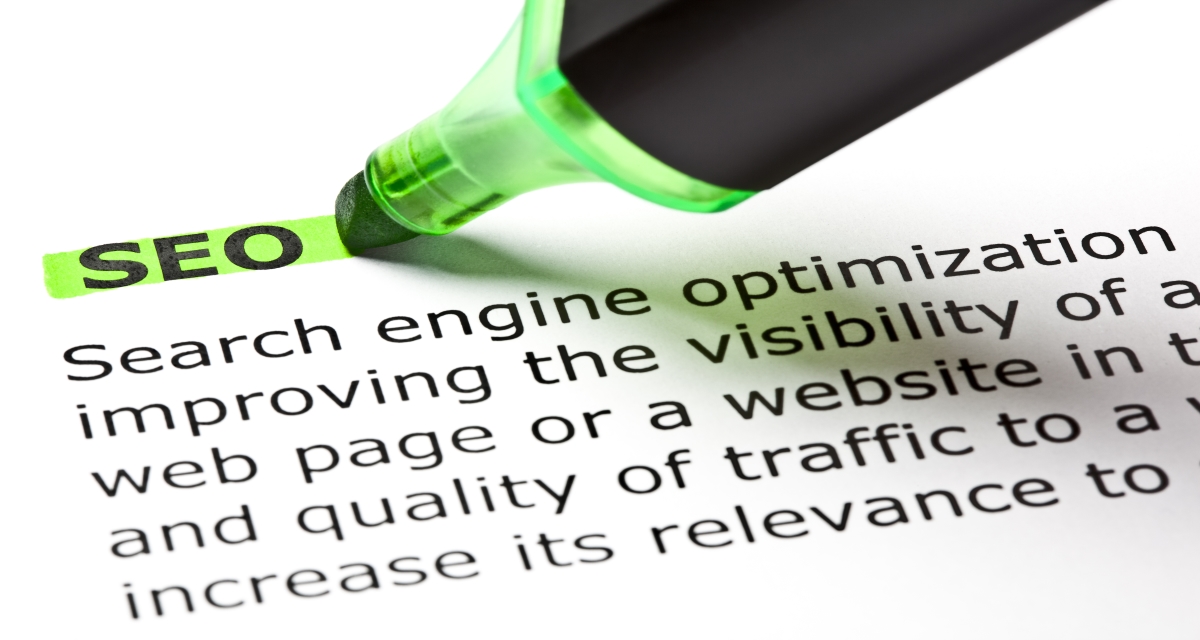 SEO
Search engine optimization
improving the visibility of a
web page or a website in
and quality of traffic to a
increase its relevance to